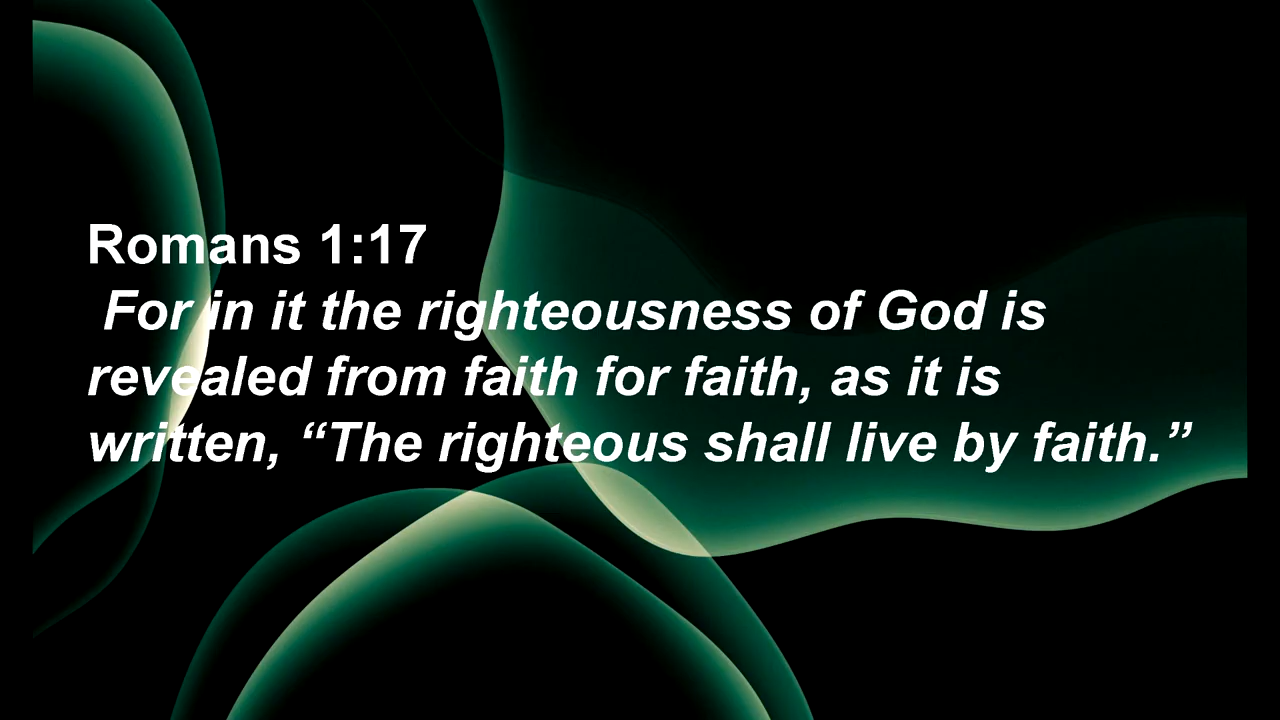 Romans 1:17
For in it the righteousness of God is
revealed from faith for faith, as it is
written, “The righteous shall live by faith.”